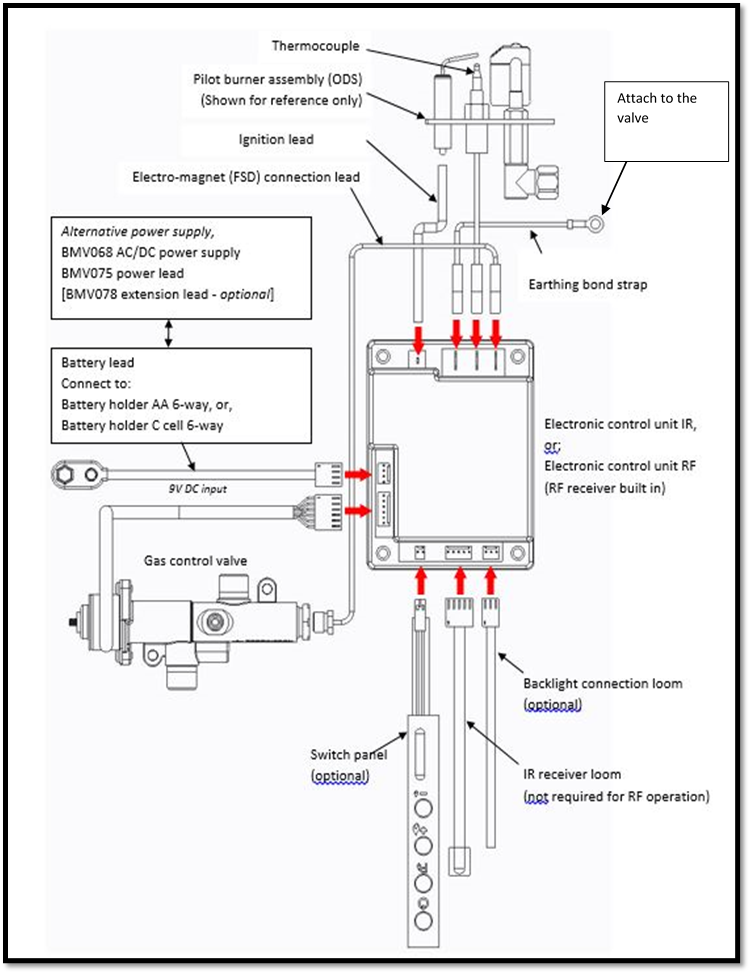 Thermocouple
Pilot burner assembly (ODS)
(Shown for reference only)
Attach to the
valve
Ignition lead
Electro-magnet (FSD) connection lead
Alternative power supply,
BMV068 AC/DC power supply
BMV075 power lead
[BMV078 extension lead - optional]
Earthing bond strap
Battery lead
Connect to:
Battery holder AA 6-way, or,
Battery holder C cell 6-way
Electronic control unit IR,
or;
Electronic control unit RF
(RF receiver built in)
9V DC input
Gas control valve
Backlight connection loom
(optional)
Switch panel
(optional)
IR receiver loom
(not required for RF operation)